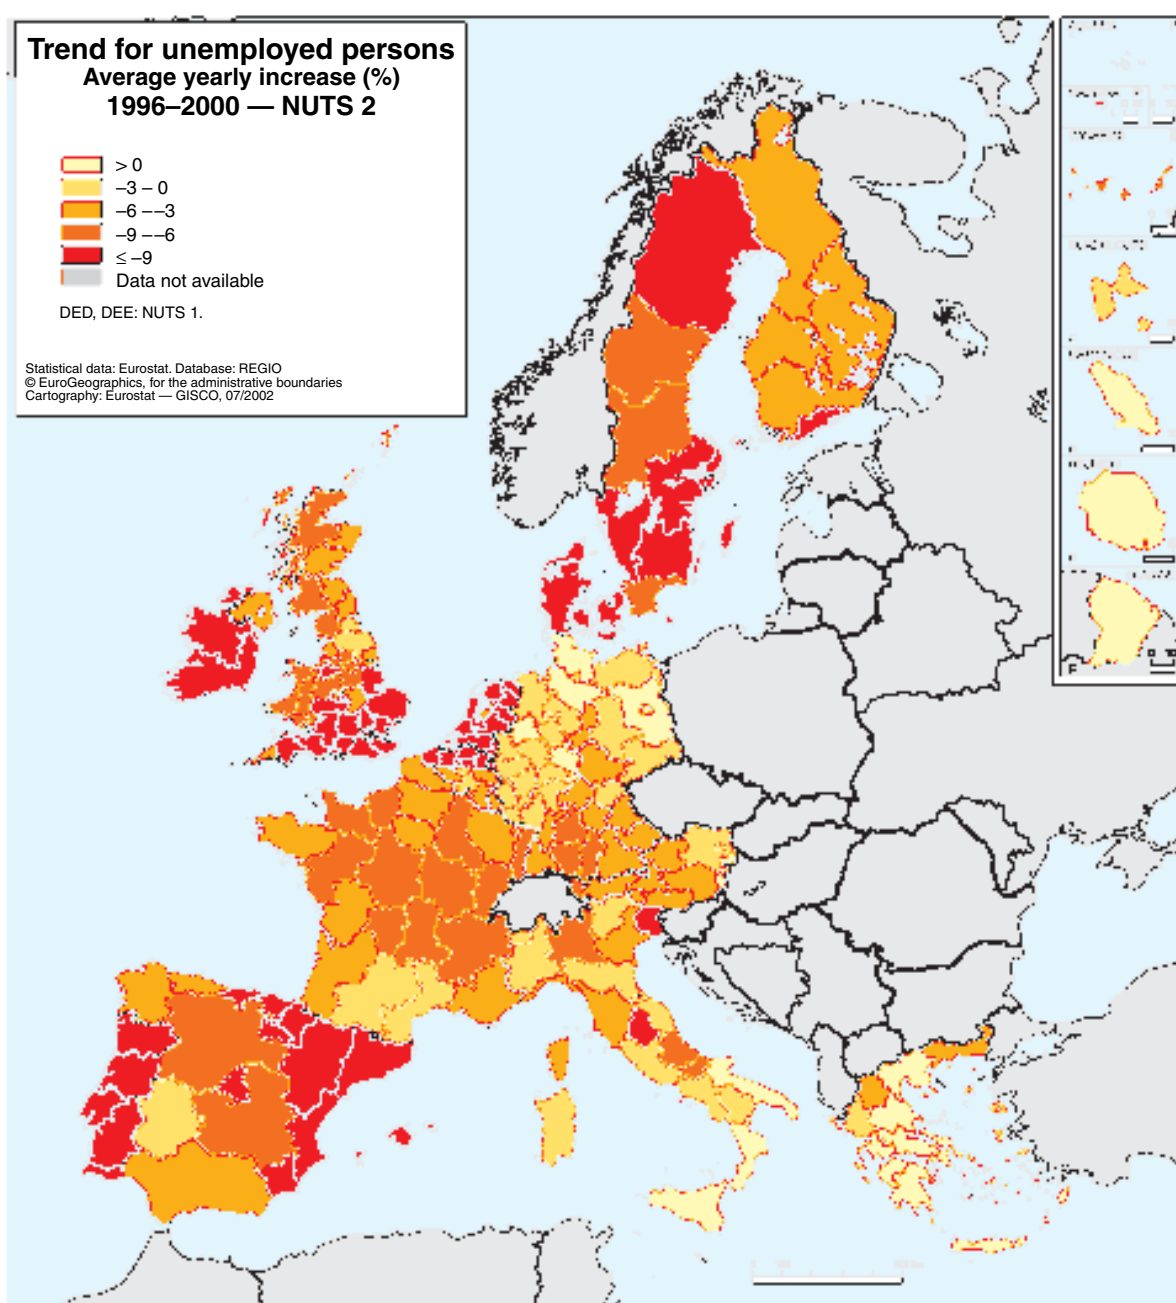 Trend for unemployed persons
Average yearly increase (%)
1996–2000 — NUTS 2
> 0
–3 – 0
–6 – –3
–9 – –6
≤ –9
Data not available
DED, DEE: NUTS 1.
Statistical data: Eurostat. Database: REGIO
© EuroGeographics, for the administrative boundaries
Cartography: Eurostat — GISCO, 07/2002